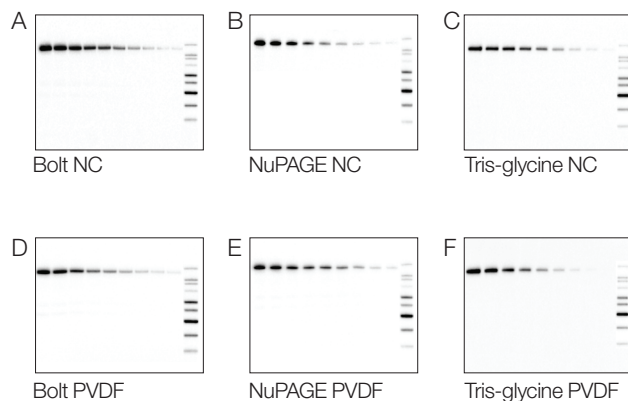 A
B
C
Bolt NC
NuPAGE NC
Tris-glycine NC
D
E
F
Bolt PVDF
NuPAGE PVDF
Tris-glycine PVDF